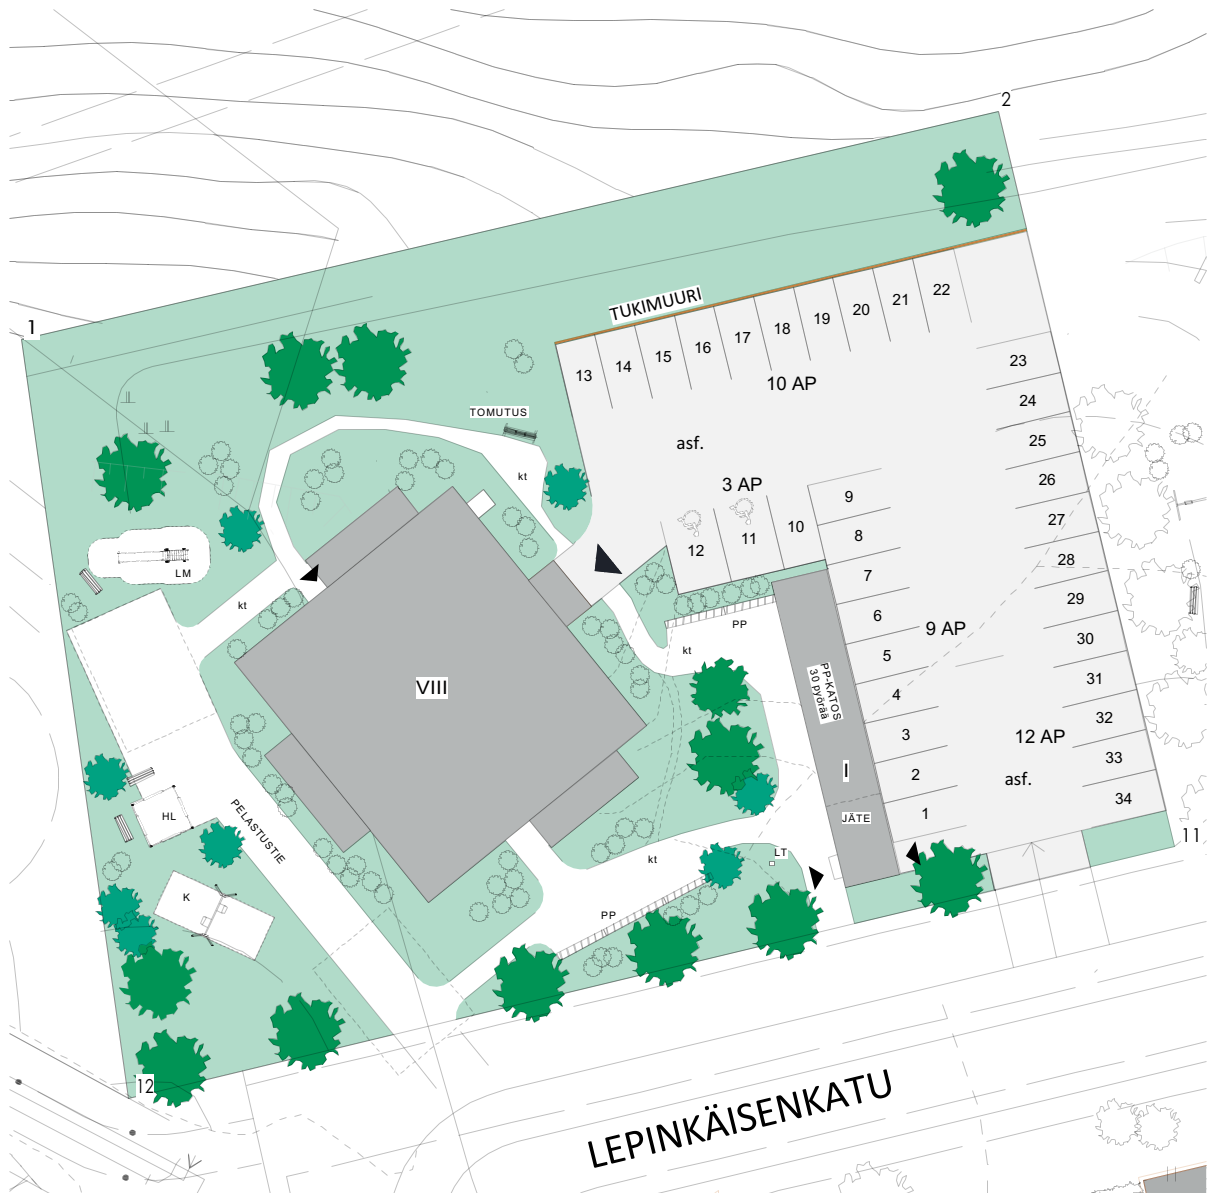 2
1
TUKIMUURI
13
14
15
16
17
18
19
20
21
22
10 AP
23
24
25
26
27
28
29
30
31
32
33
34
TOMUTUS
asf.
kt
3 AP
12
11
10
9
8
7
6
5
4
3
2
1
9 AP
12 AP
asf.
LM
kt
PP
kt
VIII
PP-KATOS
30 pyörää
I
JÄTE
HL
PELASTUSTIE
K
kt
LT
PP
11
12
LEPINKÄISENKATU